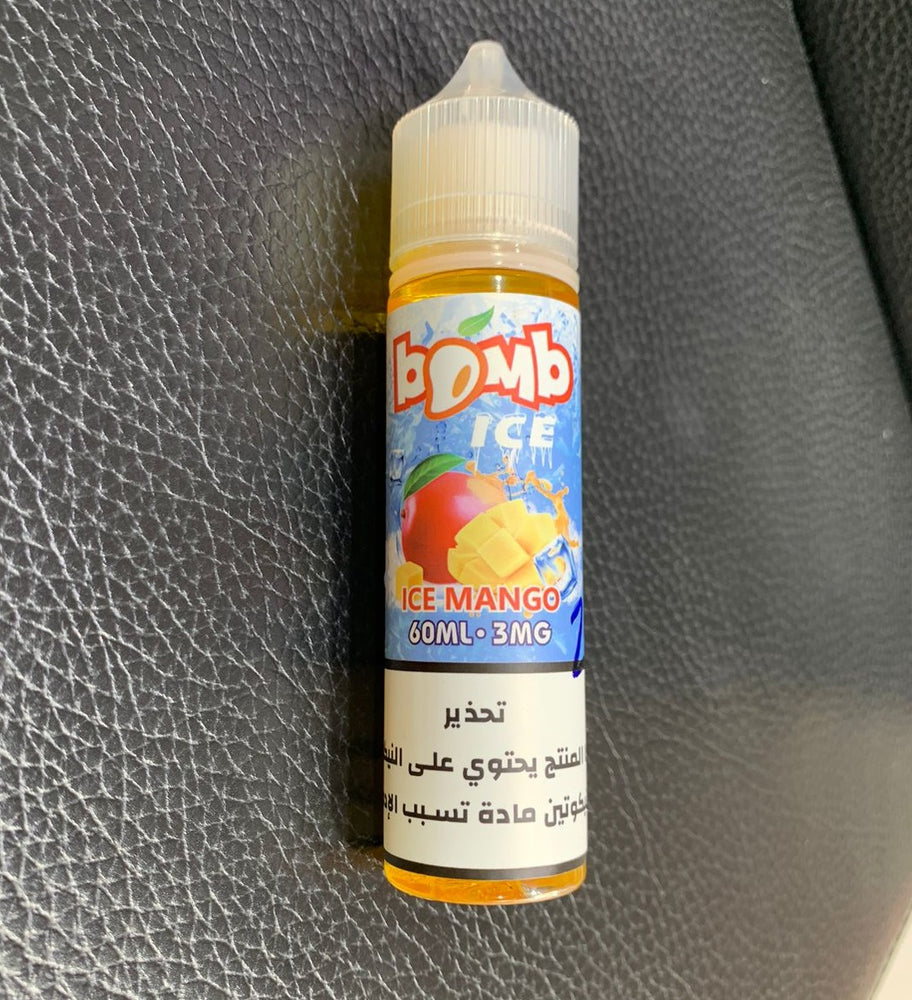 bomb
ICE
ICE MANGO
60ML • 3MG
تحذير
المنتج يحتوي على
مادة تسبب